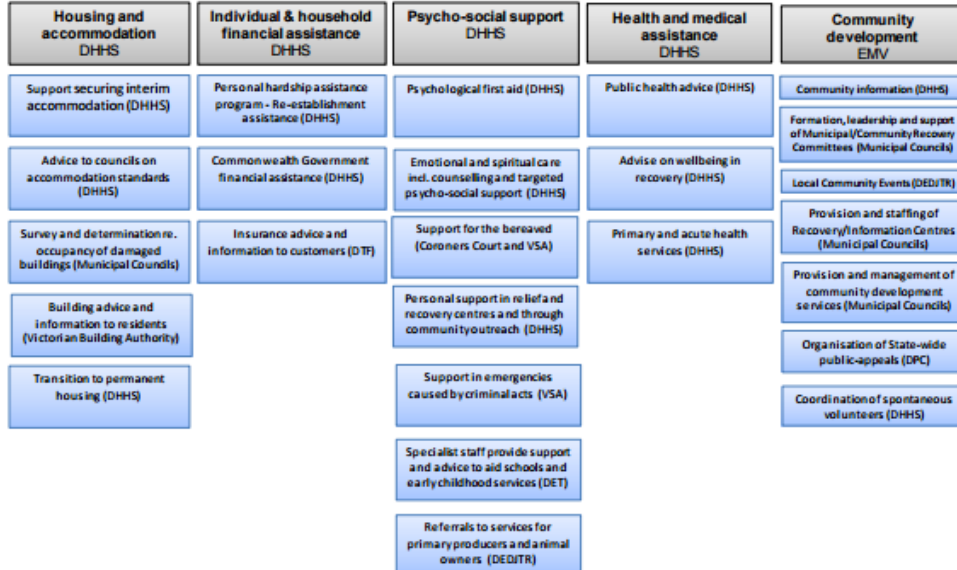 Housing and
accommodation
DHHS
Support securing interim
accommodation (DHHS)
Advice to councils on
accommodation standards
(DHHS)
Survey and determination re.
occupancy of damaged
buildings (Municipal Councils)
Building advice and
information to residents
(Victorian Building Authority)
Transition to permanent
housing (DHHS)
Individual & household
financial assistance
DHHS
Personal hardship assistance
program - Re-establishment
assistance (DHHS)
Commonwealth Government
financial assistance (DHHS)
Insurance advice and
information to customers (DTF)
Psycho-social support
DHHS
Psychological first aid (DHHS)
Emotional and spiritual care
incl. counselling and targeted
psycho-social support (DHHS)
Support for the bereaved
(Coroners Court and VSA)
Personal support in relief and
recovery centres and through
community outreach (DHHS)
Support in emergencies
caused by criminal acts (VSA)
Specialist staff provide support
and advice to aid schools and
early childhood services (DET)
Referrals to services for
primary producers and animal
owners (DEDJTR)
Health and medical
assistance
DHHS
Public health advice (DHHS)
Advise on wellbeing in
recovery (DHHS)
Primary and acute health
services (DHHS)
Community
development
EMV
Community information (DHHS)
Formation, leadership and support
of Municipal/Community Recovery
Committees (Municipal Councils)
Local Community Events (DEDJTR)
Provision and staffing of
Recovery/Information Centres
(Municipal Councils)
Provision and management of
community development
services (Municipal Councils)
Organisation of State-wide
public-appeals (DPC)
Coordination of spontaneous
volunteers (DHHS)